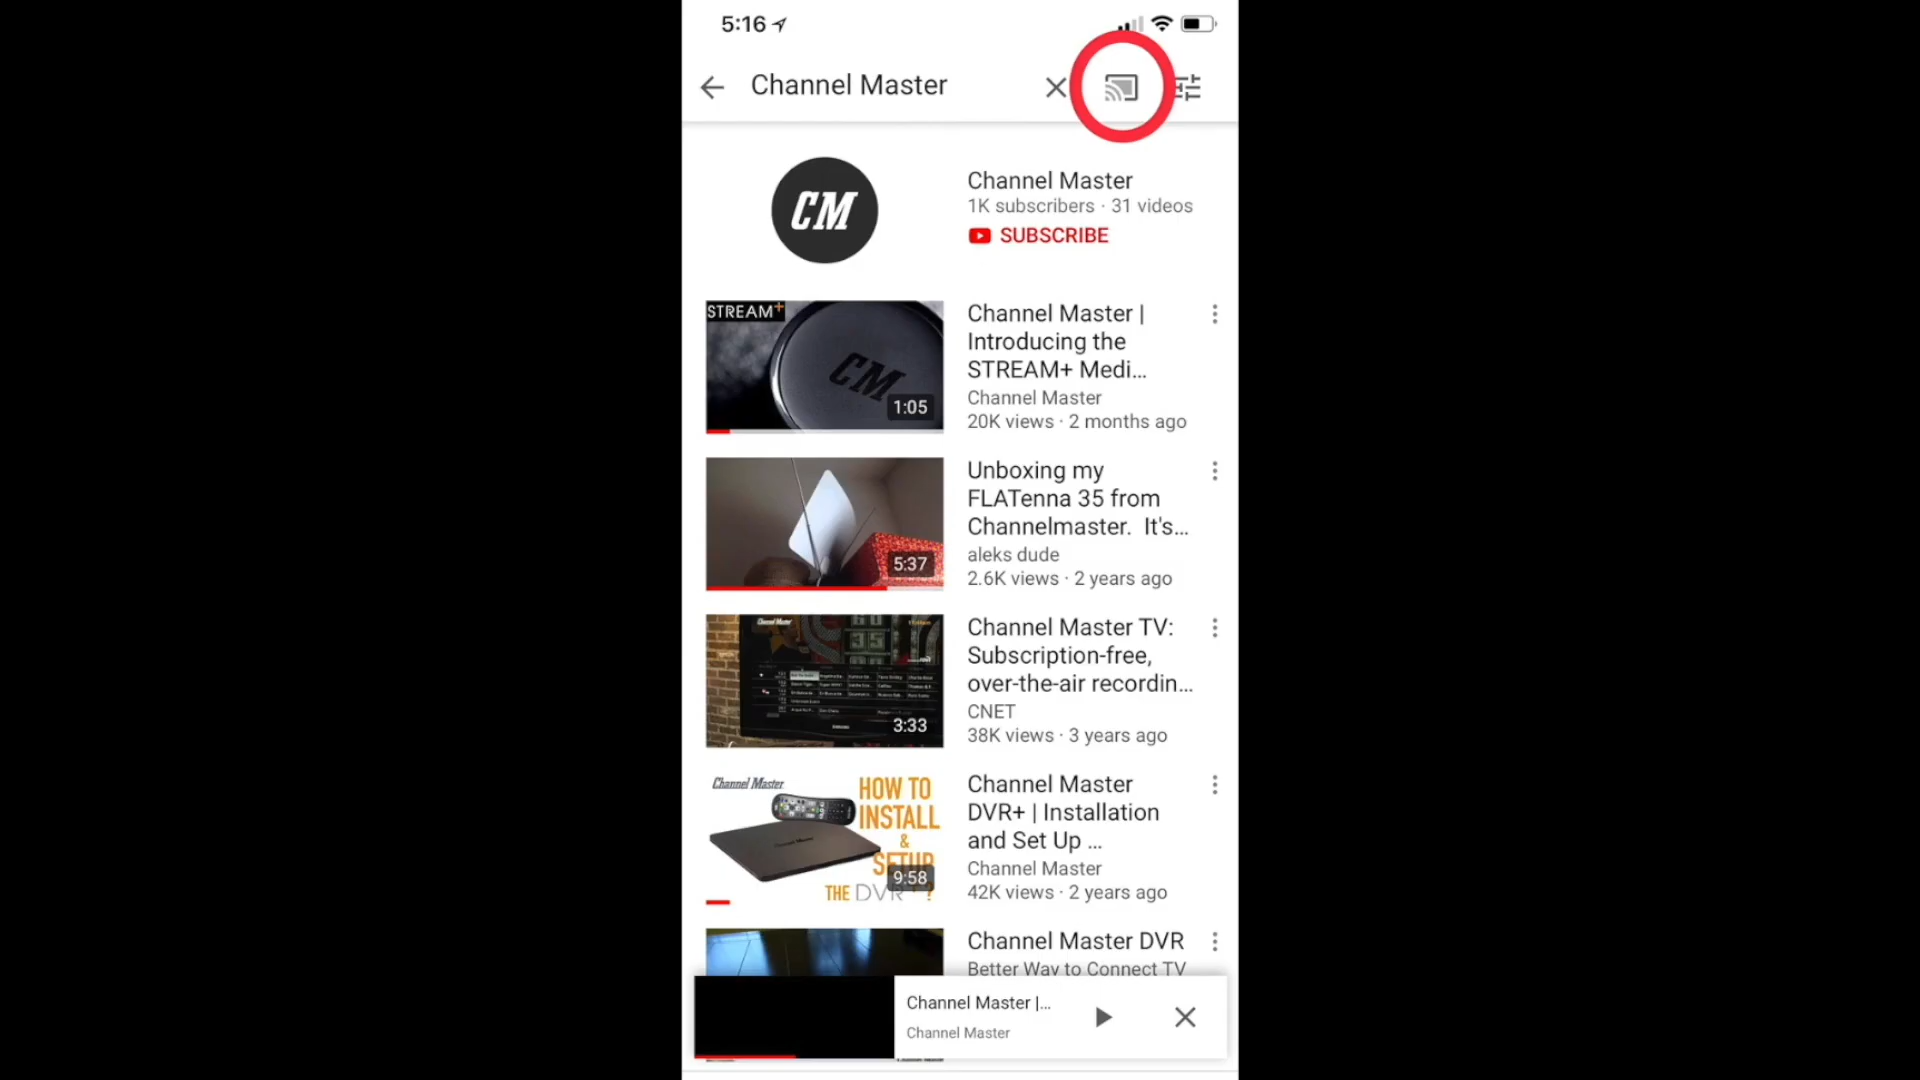 5:16
Channel Master
CM
Channel Master
1K subscribers · 31 videos
SUBSCRIBE
STREAM+
CM
1:05
Channel Master |
Introducing the
STREAM+ Medi...
Channel Master
20K views · 2 months ago
5:37
Unboxing my
FLATenna 35 from
Channelmaster. It's...
aleks dude
2.6K views · 2 years ago
Channel Master
3:33
Channel Master TV:
Subscription-free,
over-the-air recordin...
CNET
38K views · 3 years ago
Channel Master
HOW TO
INSTALL
&
SETUP
THE DVR+?
9:58
Channel Master
DVR+ | Installation
and Set Up ...
Channel Master
42K views · 2 years ago
Channel Master DVR
Better Way to Connect TV
Channel Master |...
Channel Master